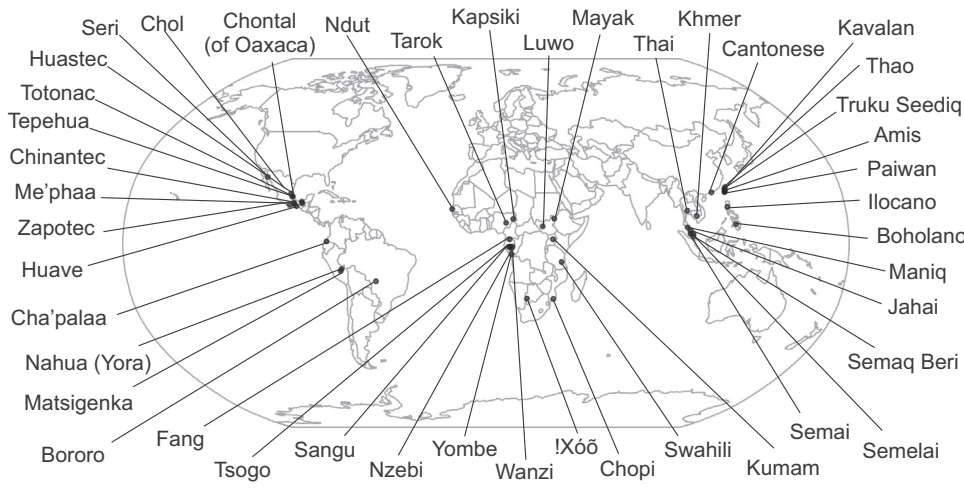 Seri
Chol
Chontal
(of Oaxaca)
Ndut
Tarok
Kapsiki
Luwo
Mayak
Thai
Khmer
Cantonese
Kavalan
Thao
Truku Seediq
Amis
Paiwan
Ilocano
Boholano
Maniq
Jahai
Semaq Beri
Semelai
Semai
Huastec
Totonac
Tepehua
Chinantec
Me'phaa
Zapotec
Huave
Cha'palaa
Nahua (Yora)
Matsigenka
Bororo
Fang
Tsogo
Sangu
Nzebi
Yombe
Wanzi
!Xóõ
Chopi
Swahili
Kumam